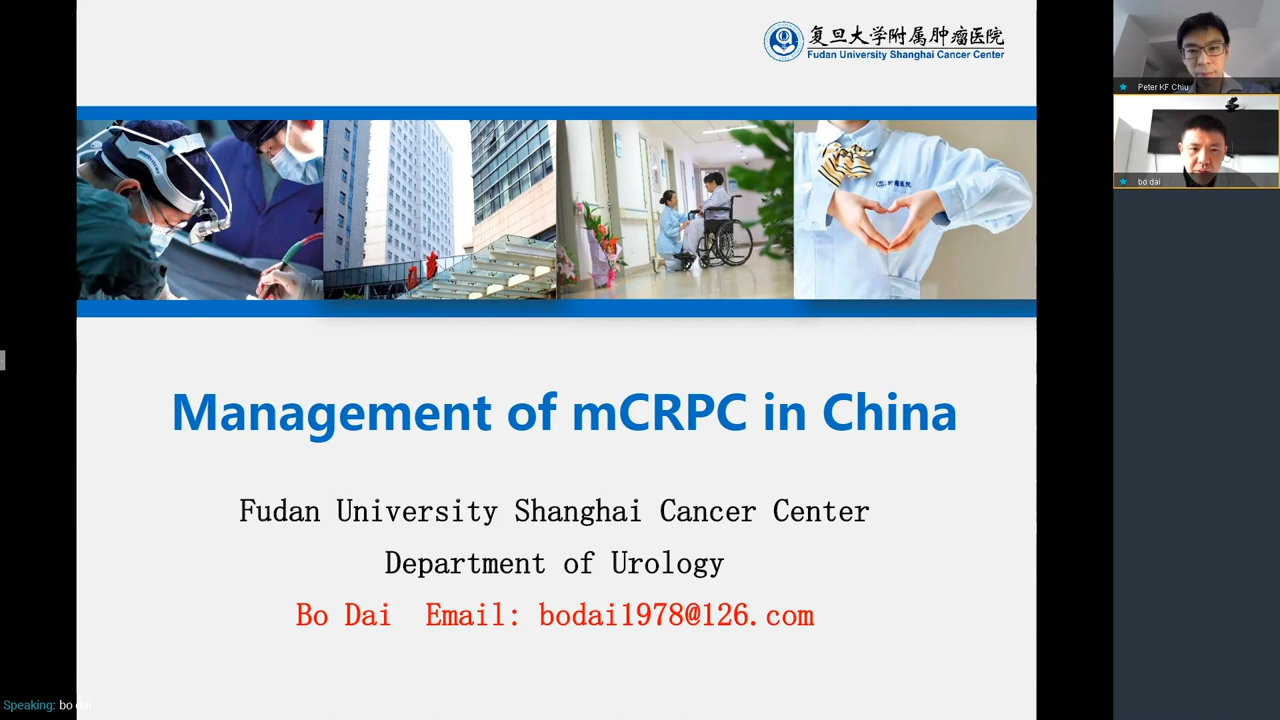 复旦大学附属肿瘤医院
Fudan University Shanghai Cancer Center
Management of mCRPC in China
Fudan University Shanghai Cancer Center
Department of Urology
Bo Dai Email: bodai1978@126.com
Peter KF Chiu
bo dai
Speaking: bo dai